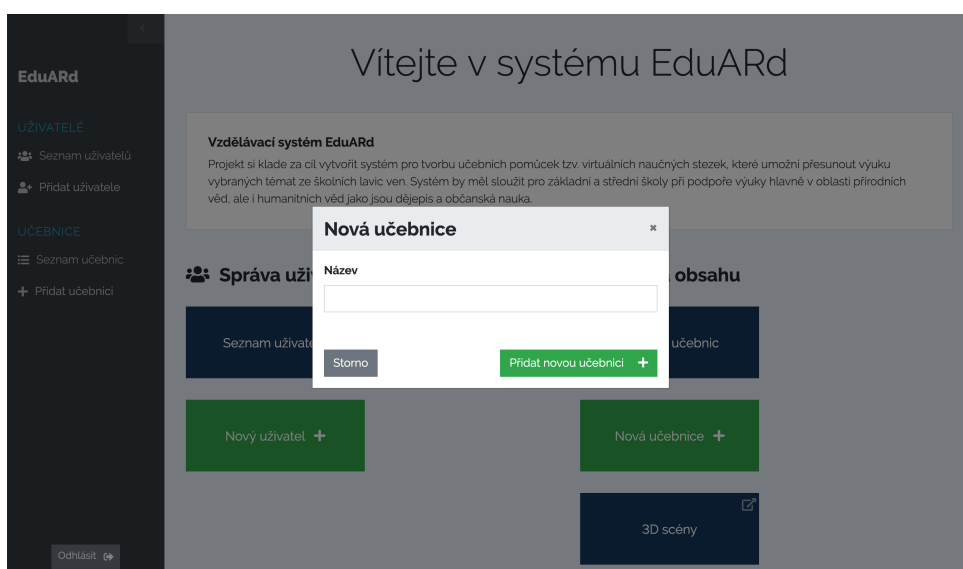 EduARd
UŽIVATELÉ
Seznam uživatelů
Přidat uživatele
UČEBNICE
Seznam učebnic
Přidat učebnici
Odhlásit
Vítejte v systému EduARd
Vzdělávací systém EduARd
Projekt si klade za cíl vytvořit systém pro tvorbu učebních pomůcek tzv. virtuálních naučných stezek, které umožní přesunout výuku
vybraných témat ze školních lavic ven. Systém by měl sloužit pro základní a střední školy při podpoře výuky hlavně v oblasti přírodních
věd, ale i humanitních věd jako jsou dějepis a občanská nauka.
Nová učebnice
Název
Storno
Přidat novou učebnici
Správa uži
obsahu
Seznam uživate
učebnic
Nový uživatel
Nová učebnice
3D scény